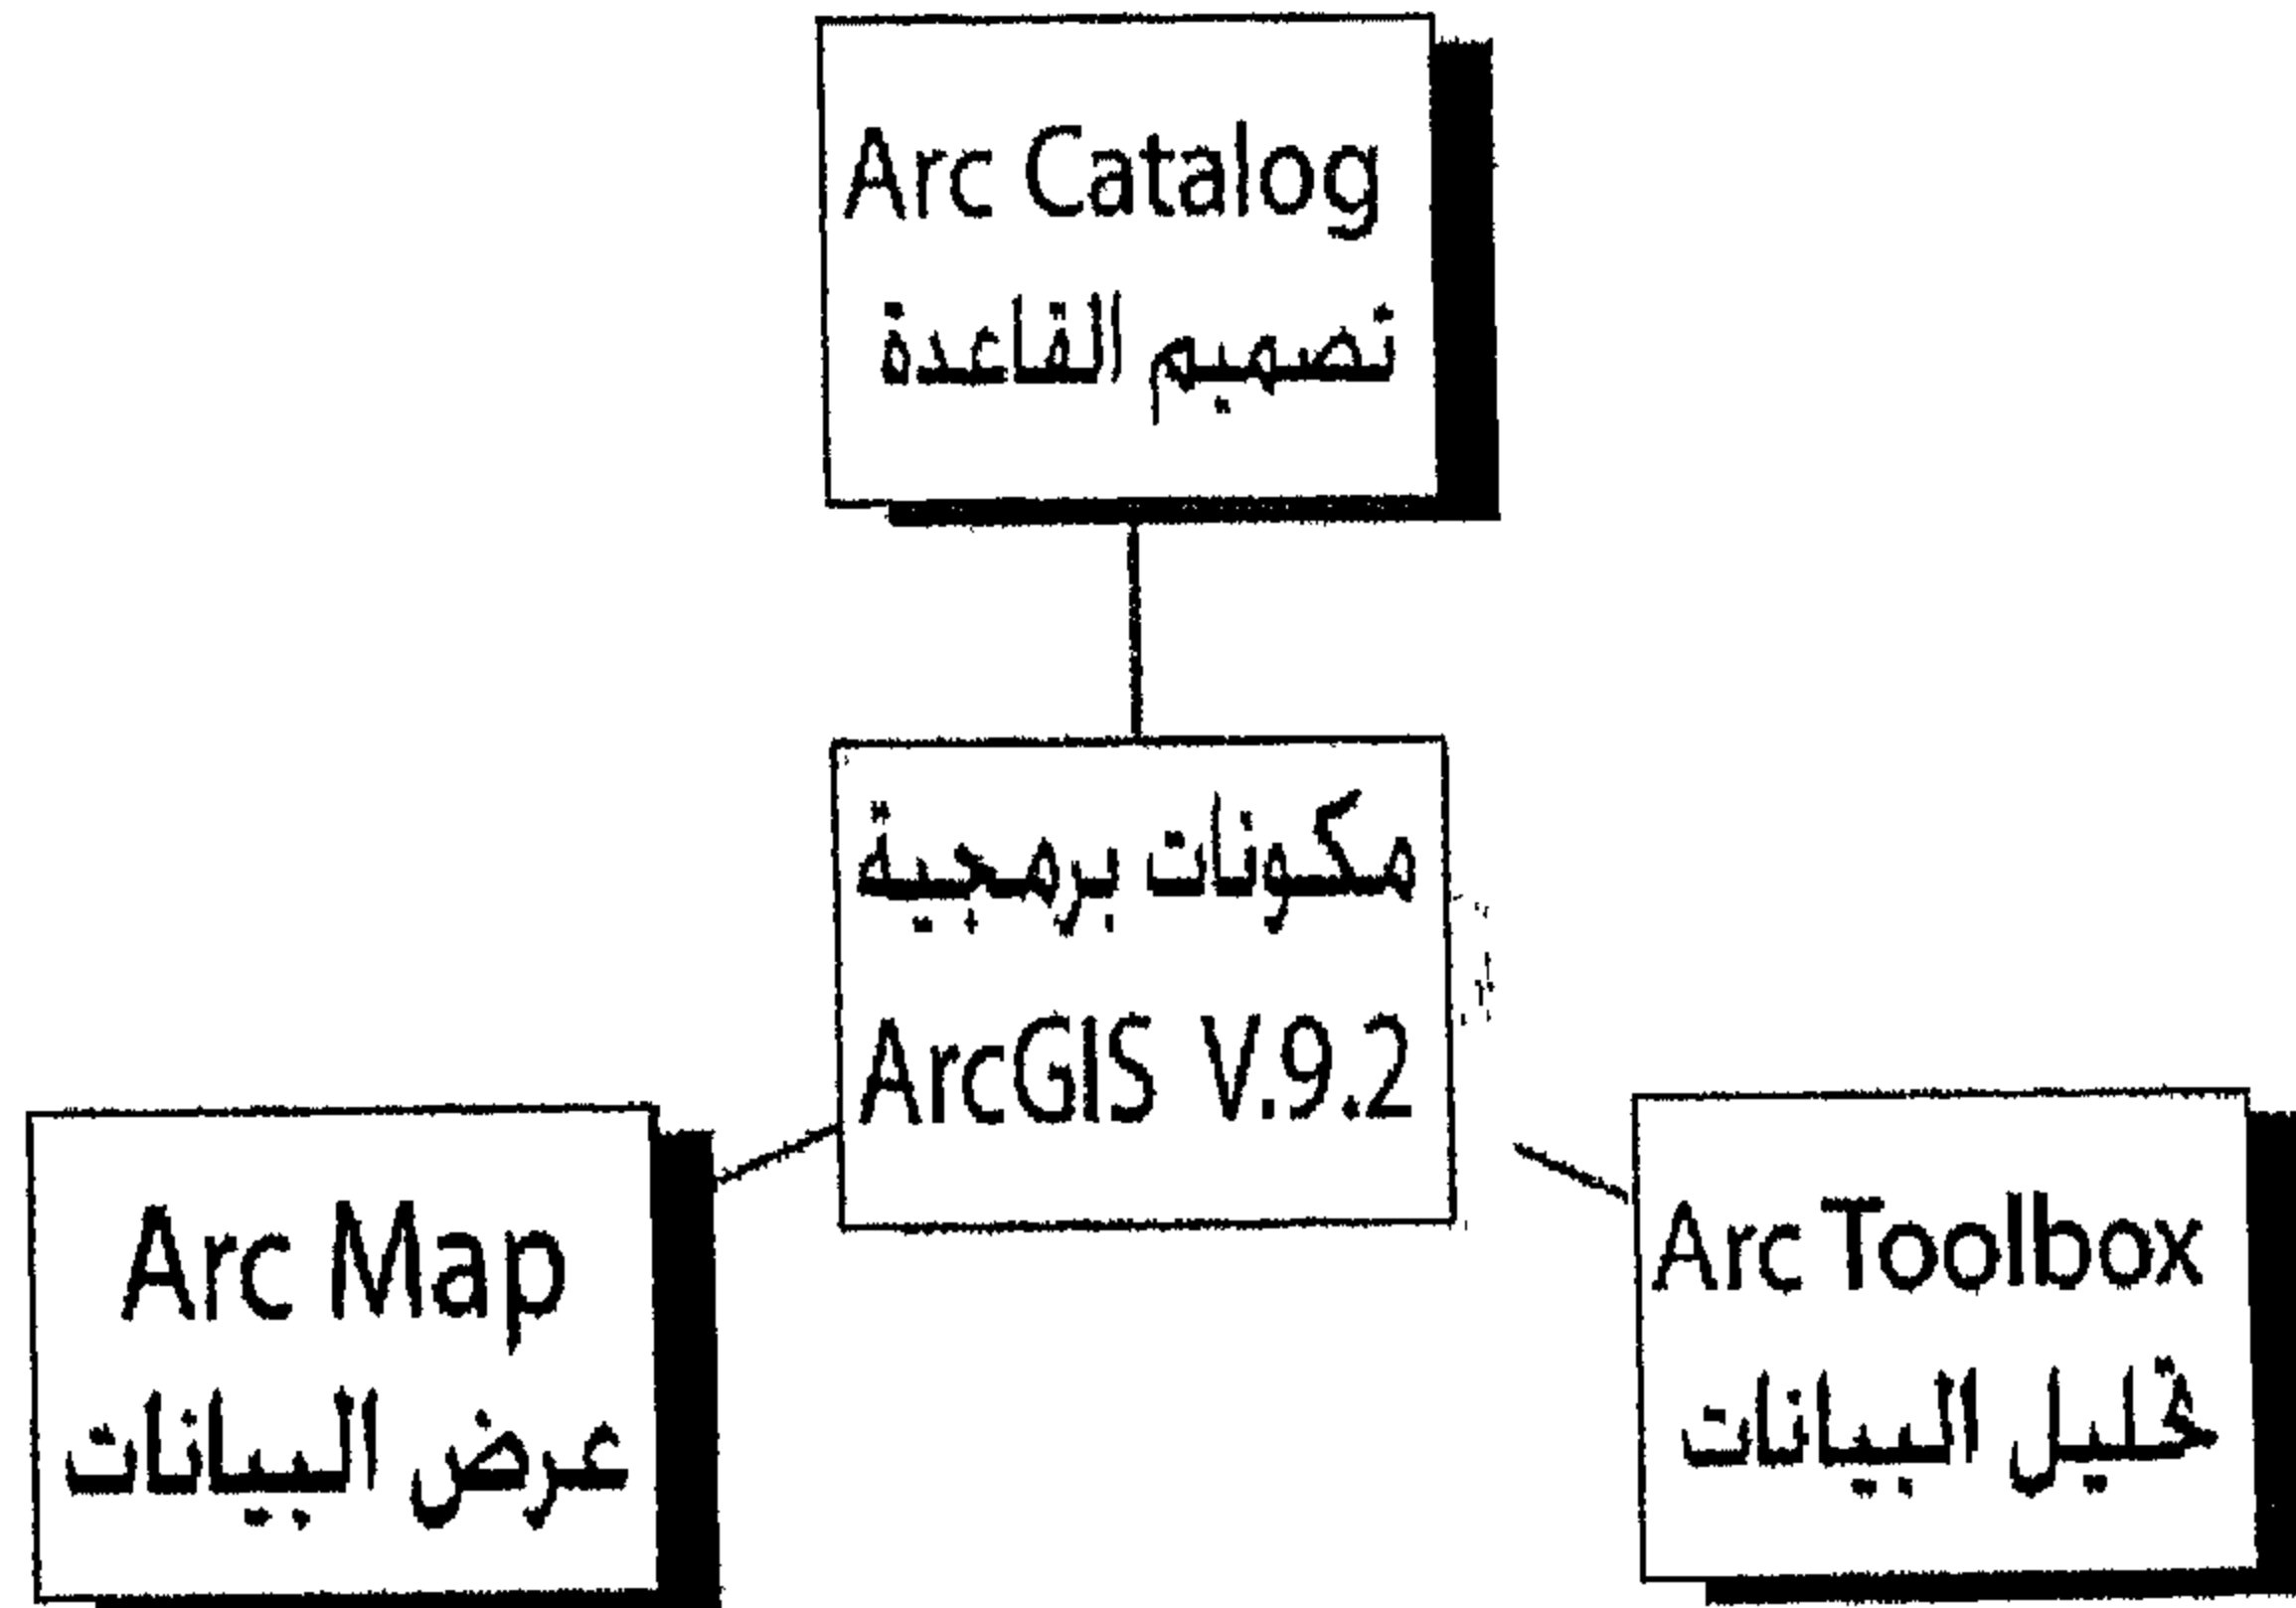 Arc Catalog
تصميم القاعدة
مكونات برمجية
ArcGIS V.9.2
Arc Map
عرض البيانات
Arc Toolbox
تحليل البيانات